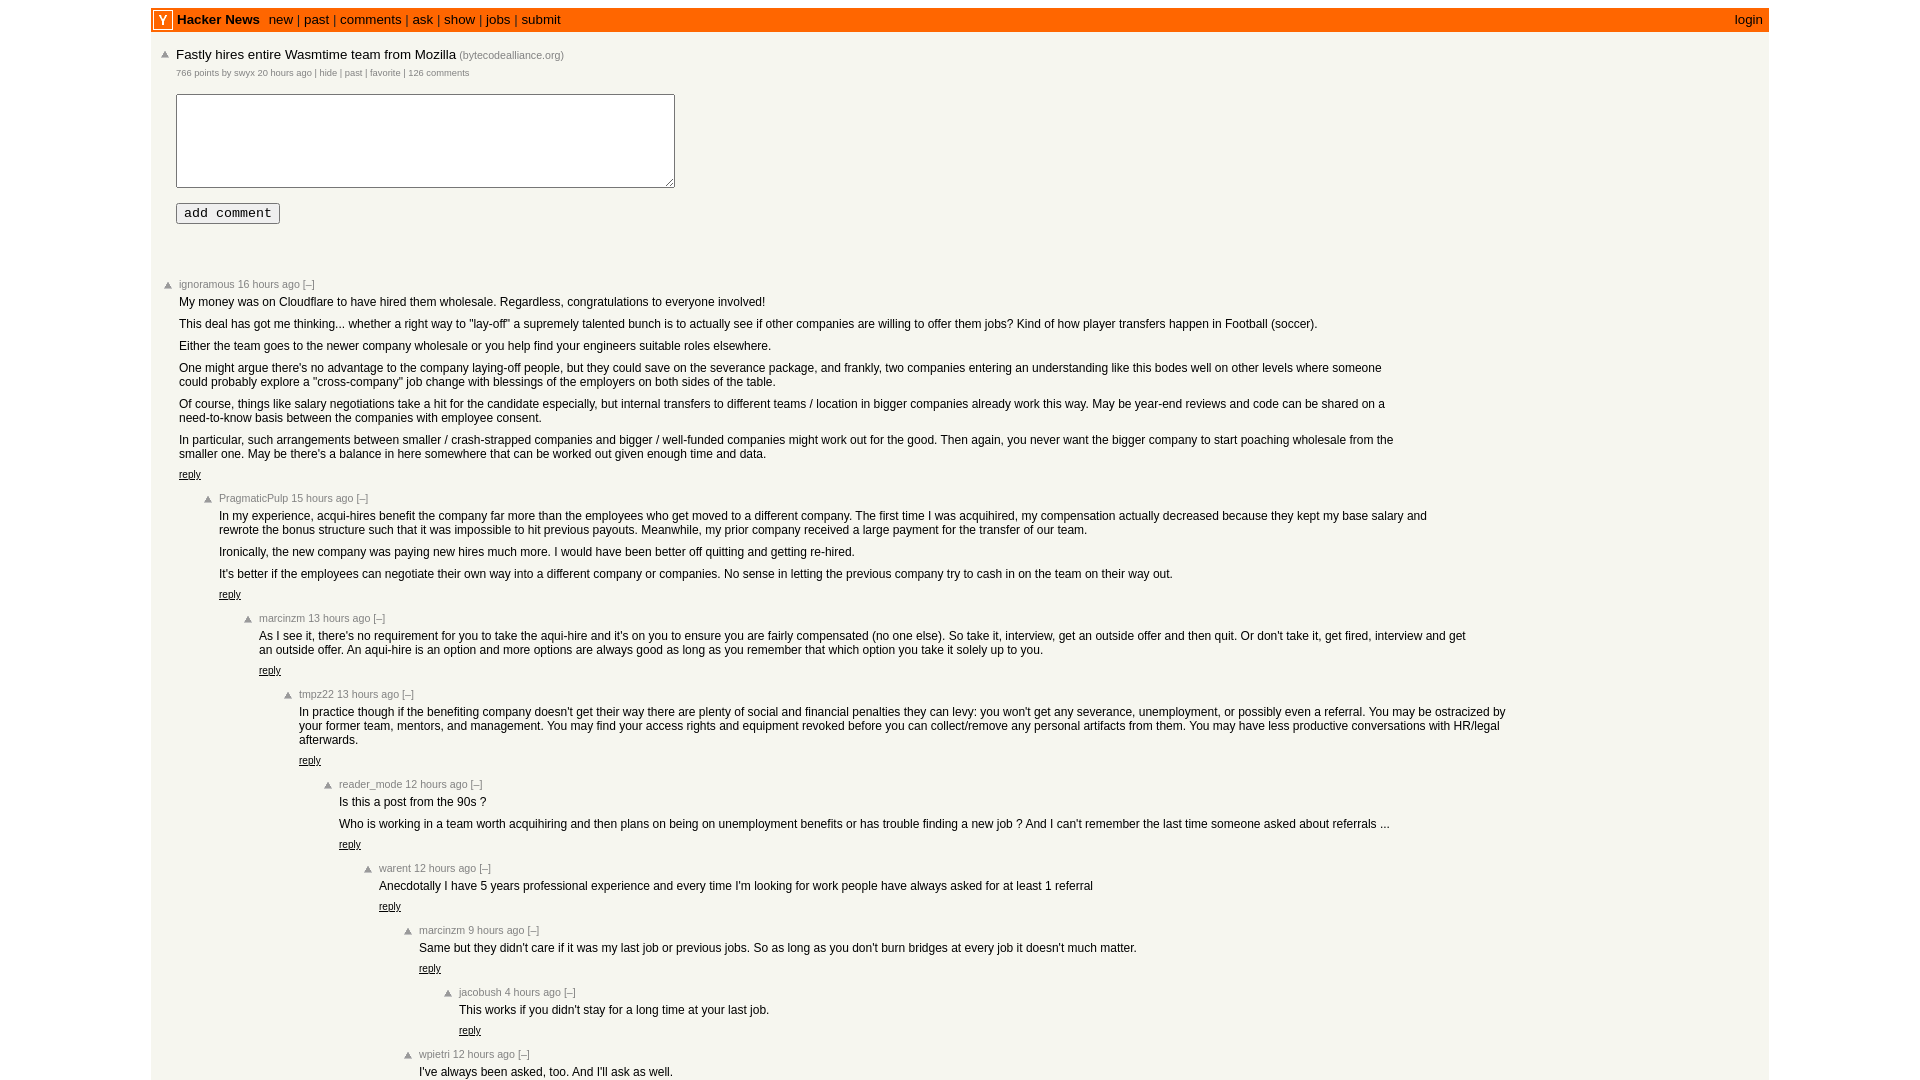 Y Hacker News new | past | comments | ask | show | jobs | submit login
Fastly hires entire Wasmtime team from Mozilla (bytecodealliance.org)
766 points by swyx 20 hours ago | hide | past | favorite | 126 comments
add comment
ignoramous 16 hours ago [–]
My money was on Cloudflare to have hired them wholesale. Regardless, congratulations to everyone involved!
This deal has got me thinking... whether a right way to "lay-off" a supremely talented bunch is to actually see if other companies are willing to offer them jobs? Kind of how player transfers happen in Football (soccer).
Either the team goes to the newer company wholesale or you help find your engineers suitable roles elsewhere.
One might argue there's no advantage to the company laying-off people, but they could save on the severance package, and frankly, two companies entering an understanding like this bodes well on other levels where someone
could probably explore a "cross-company" job change with blessings of the employers on both sides of the table.
Of course, things like salary negotiations take a hit for the candidate especially, but internal transfers to different teams / location in bigger companies already work this way. May be year-end reviews and code can be shared on a
need-to-know basis between the companies with employee consent.
In particular, such arrangements between smaller / crash-strapped companies and bigger / well-funded companies might work out for the good. Then again, you never want the bigger company to start poaching wholesale from the
smaller one. May be there's a balance in here somewhere that can be worked out given enough time and data.
reply
PragmaticPulp 15 hours ago [–]
In my experience, acqui-hires benefit the company far more than the employees who get moved to a different company. The first time I was acquihired, my compensation actually decreased because they kept my base salary and
rewrote the bonus structure such that it was impossible to hit previous payouts. Meanwhile, my prior company received a large payment for the transfer of our team.
Ironically, the new company was paying new hires much more. I would have been better off quitting and getting re-hired.
It's better if the employees can negotiate their own way into a different company or companies. No sense in letting the previous company try to cash in on the team on their way out.
reply
marcinzm 13 hours ago [–]
As I see it, there's no requirement for you to take the aqui-hire and it's on you to ensure you are fairly compensated (no one else). So take it, interview, get an outside offer and then quit. Or don't take it, get fired, interview and get
an outside offer. An aqui-hire is an option and more options are always good as long as you remember that which option you take it solely up to you.
reply
tmpz22 13 hours ago [–]
In practice though if the benefiting company doesn't get their way there are plenty of social and financial penalties they can levy: you won't get any severance, unemployment, or possibly even a referral. You may be ostracized by
your former team, mentors, and management. You may find your access rights and equipment revoked before you can collect/remove any personal artifacts from them. You may have less productive conversations with HR/legal
afterwards.
reply
reader_mode 12 hours ago [–]
Is this a post from the 90s ?
Who is working in a team worth acquihiring and then plans on being on unemployment benefits or has trouble finding a new job ? And I can't remember the last time someone asked about referrals ...
reply
warent 12 hours ago [–]
Anecdotally I have 5 years professional experience and every time I'm looking for work people have always asked for at least 1 referral
reply
marcinzm 9 hours ago [–]
Same but they didn't care if it was my last job or previous jobs. So as long as you don't burn bridges at every job it doesn't much matter.
reply
jacobush 4 hours ago [–]
This works if you didn't stay for a long time at your last job.
reply
wpietri 12 hours ago [–]
I've always been asked, too. And I'll ask as well.